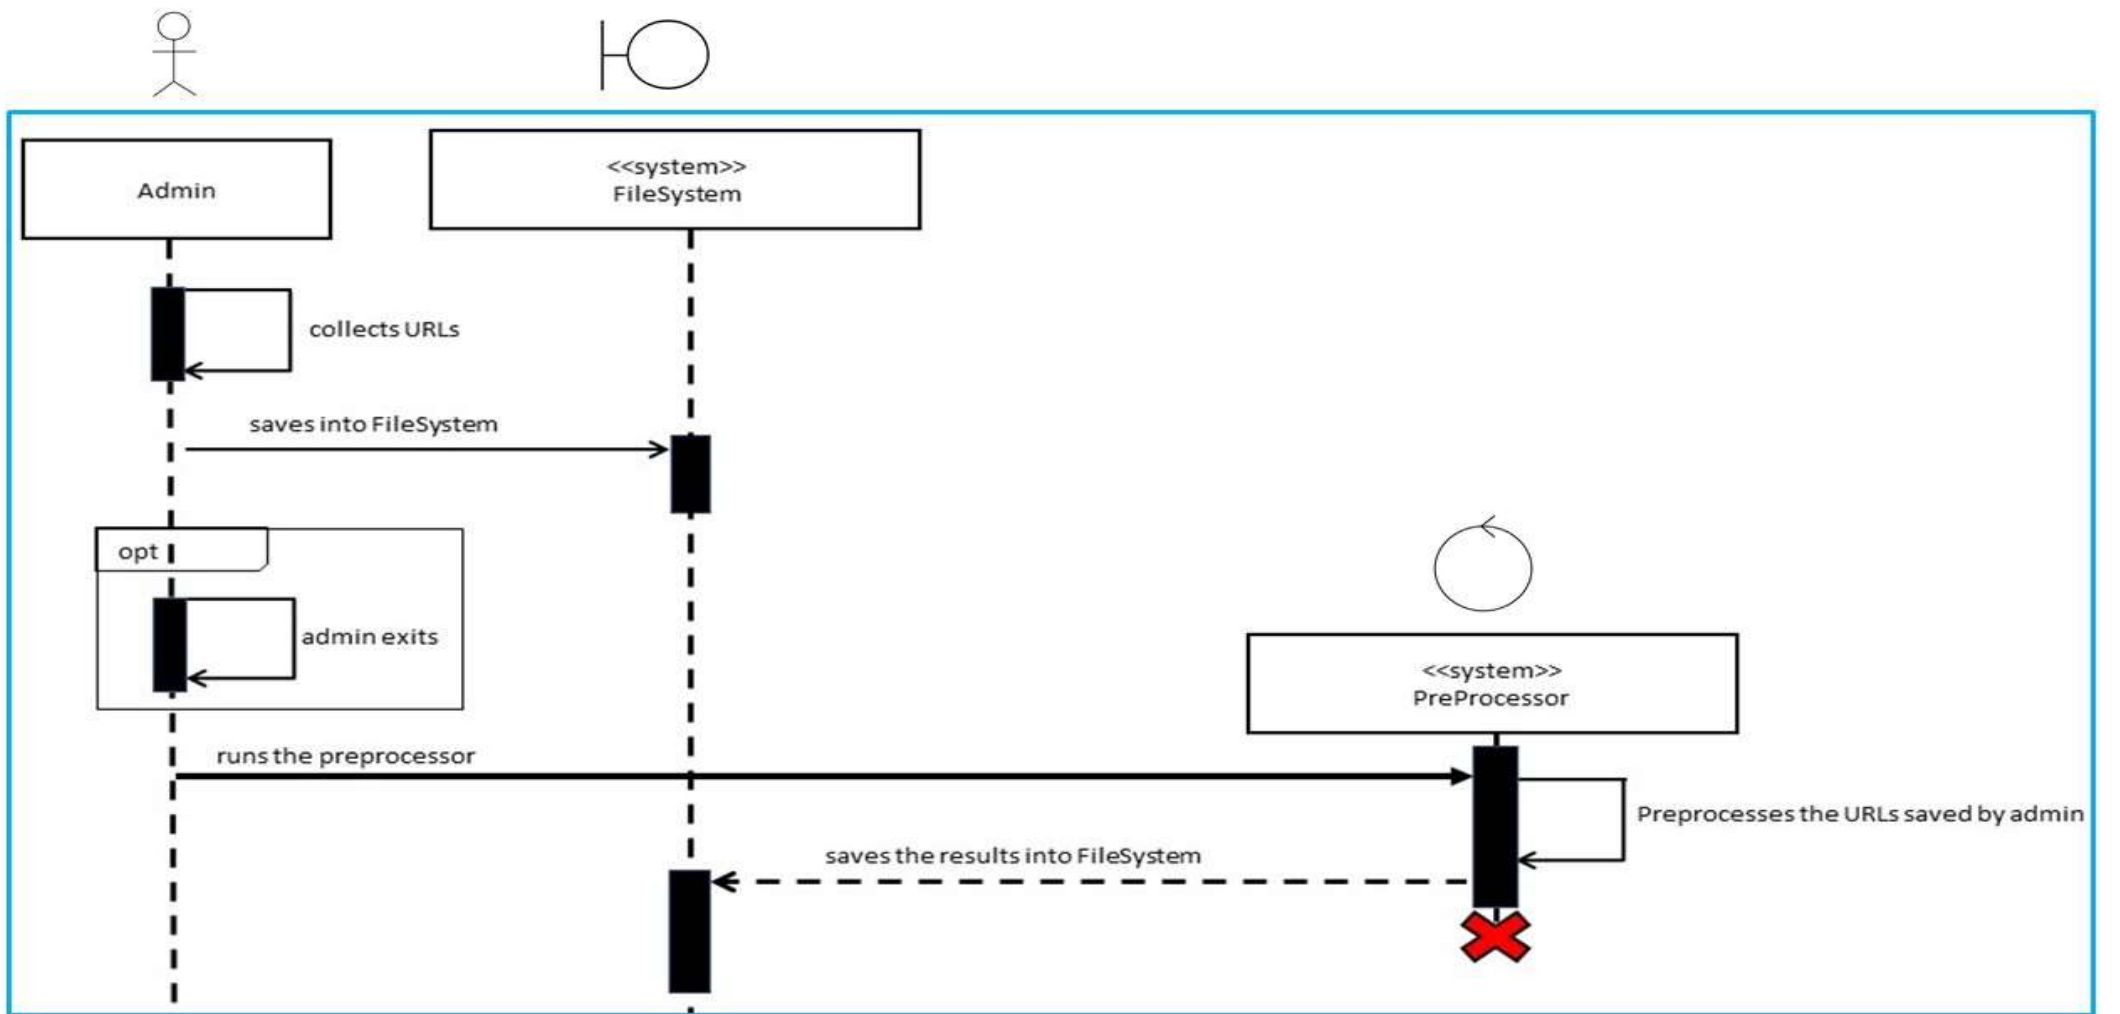 Admin
<<system>>
FileSystem
collects URLs
saves into FileSystem
opt
admin exits
<<system>>
PreProcessor
runs the preprocessor
Preprocesses the URLs saved by admin
saves the results into FileSystem